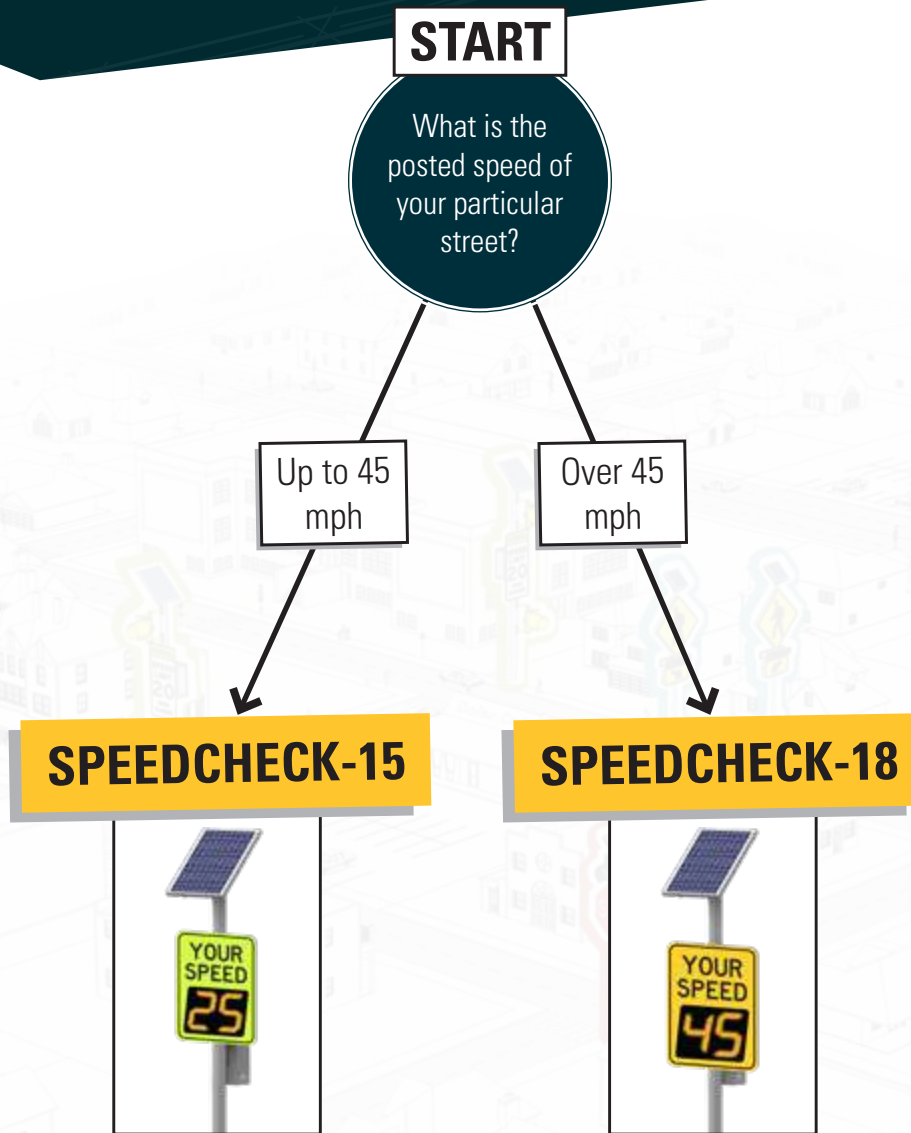 START
What is the
posted speed of
your particular
street?
Up to 45
mph
Over 45
mph
SPEEDCHECK-15
SPEEDCHECK-18
YOUR
SPEED
25
YOUR
SPEED
45